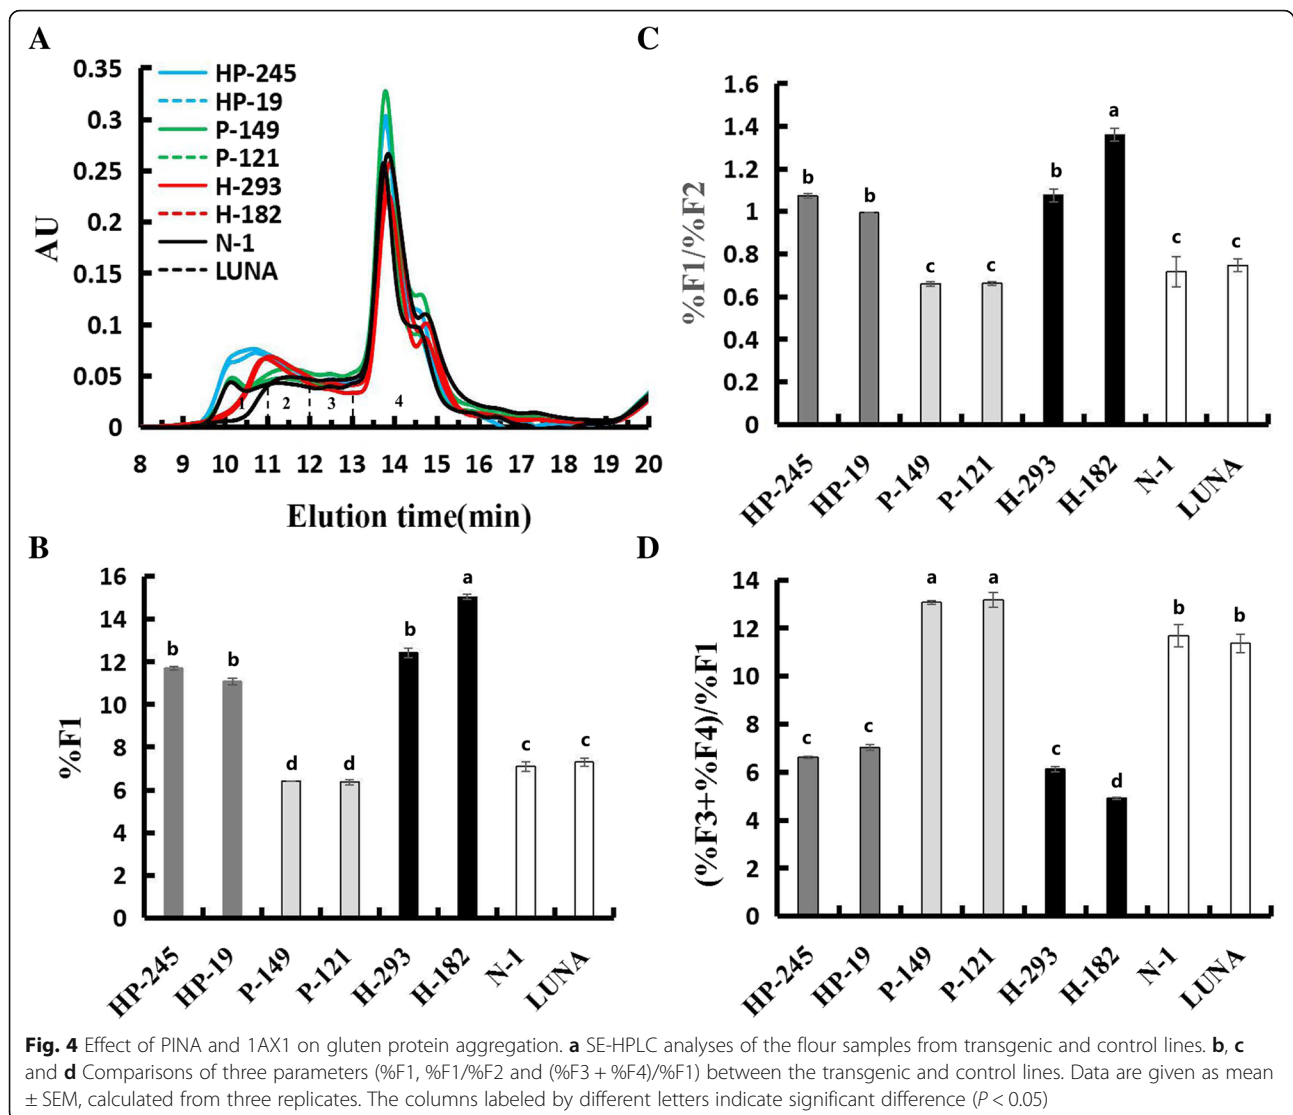 A
0.35
0.3
0.25
0.2
0.15
0.1
0.05
0
AU
HP-245
HP-19
P-149
P-121
H-293
H-182
N-1
LUNA
1 2 3 4
8 9 10 11 12 13 14 15 16 17 18 19 20
Elution time(min)
C
1.6
1.4
1.2
1
0.8
0.6
0.4
0.2
0
%F1/%F2
b b c c b a c c
HP-245 HP-19 P-149 P-121 H-293 H-182 N-1 LUNA
B
16
14
12
10
8
6
4
2
0
%F1
b b d d b a c c
HP-245 HP-19 P-149 P-121 H-293 H-182 N-1 LUNA
D
14
12
10
8
6
4
2
0
(%F3+%F4)/%F1
c c a a c d b b
HP-245 HP-19 P-149 P-121 H-293 H-182 N-1 LUNA
Fig. 4 Effect of PINA and 1AX1 on gluten protein aggregation. a SE-HPLC analyses of the flour samples from transgenic and control lines. b, c
and d Comparisons of three parameters (%F1, %F1/%F2 and (%F3 + %F4)/%F1) between the transgenic and control lines. Data are given as mean
± SEM, calculated from three replicates. The columns labeled by different letters indicate significant difference (P < 0.05)